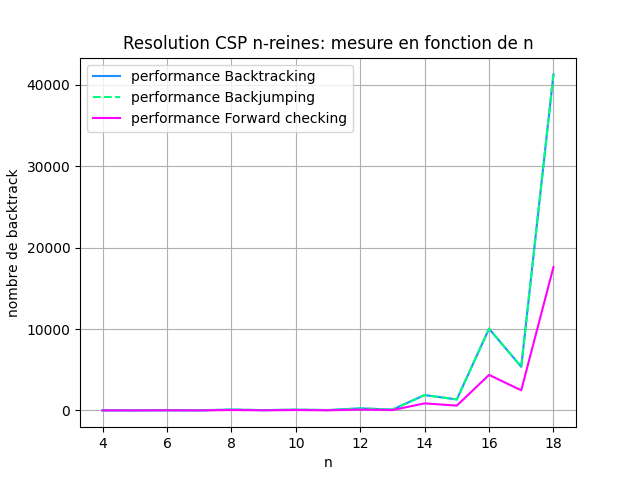 Resolution CSP n-reines: mesure en fonction de n
performance Backtracking
performance Backjumping
performance Forward checking
nombre de backtrack
40000
30000
20000
10000
0
4 6 8 10 12 14 16 18
n